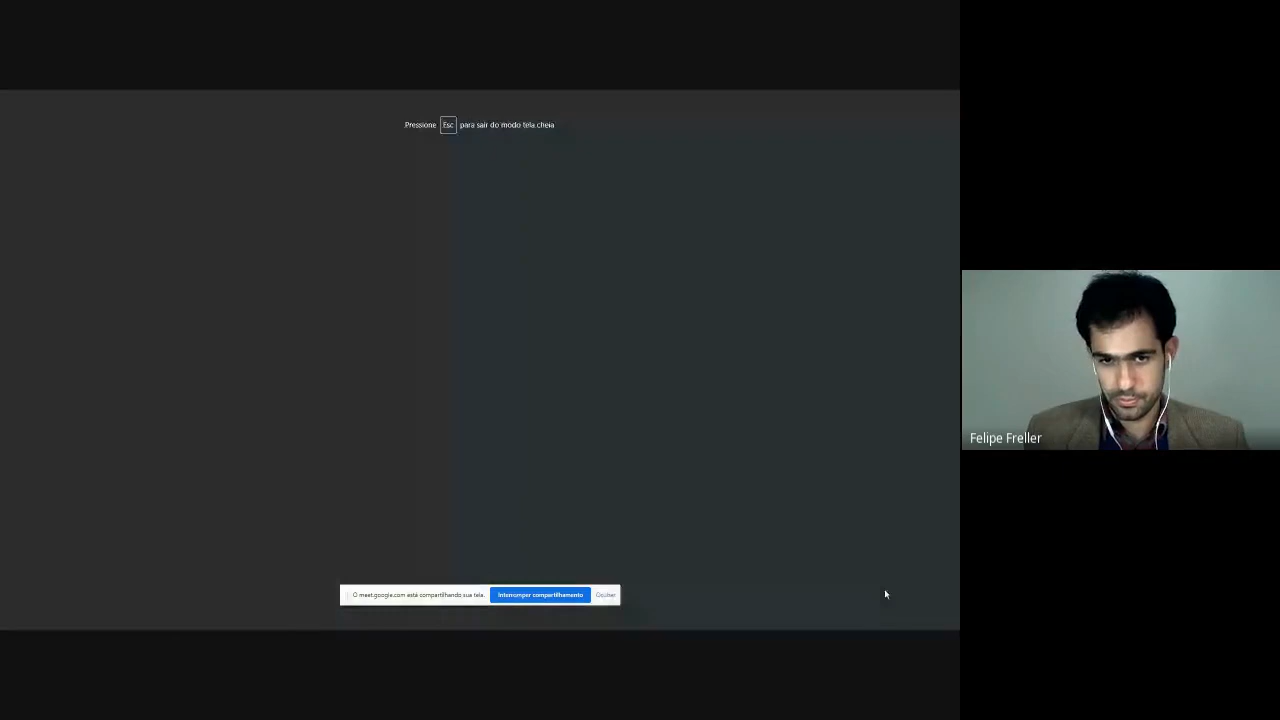 Pressione Esc para sair do modo tela cheia
O meet.google.com está compartilhando sua tela. Interromper compartilhamento Ocultar
Felipe Freller